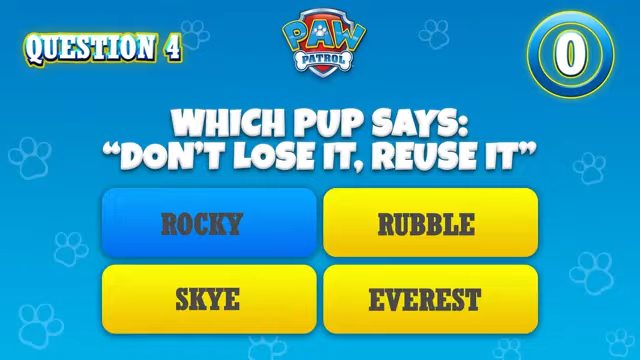 QUESTION 4
PAW
PATROL
0
WHICH PUP SAYS:
“DON'T LOSE IT, REUSE IT”
ROCKY
RUBBLE
SKYE
EVEREST